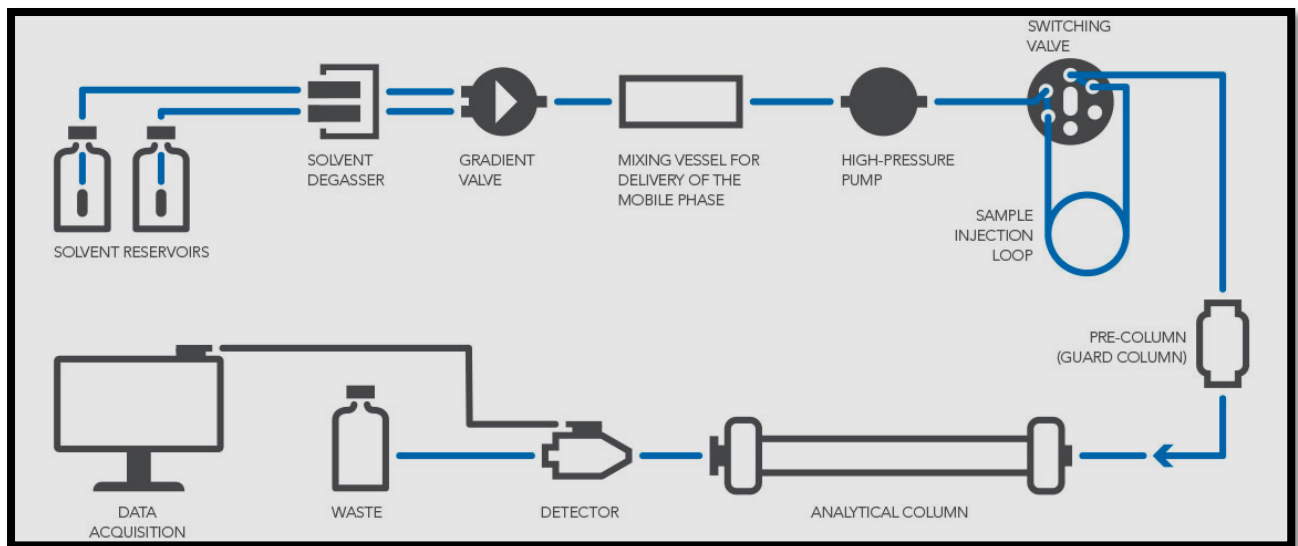 SWITCHING
VALVE
SOLVENT
DEGASSER
GRADIENT
VALVE
MIXING VESSEL FOR
DELIVERY OF THE
MOBILE PHASE
HIGH-PRESSURE
PUMP
SAMPLE
INJECTION
LOOP
SOLVENT RESERVOIRS
PRE-COLUMN
(GUARD COLUMN)
DATA
ACQUISITION
WASTE
DETECTOR
ANALYTICAL COLUMN